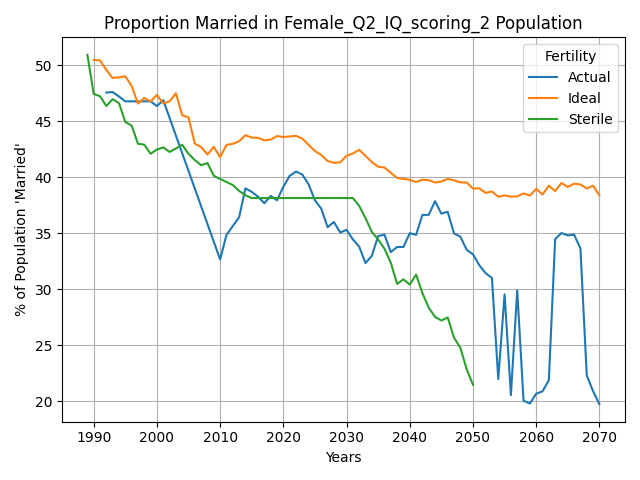 Proportion Married in Female_Q2_IQ_scoring_2 Population
% of Population 'Married'
50
45
40
35
30
25
20
1990 2000 2010 2020 2030 2040 2050 2060 2070
Years
Fertility
Actual
Ideal
Sterile